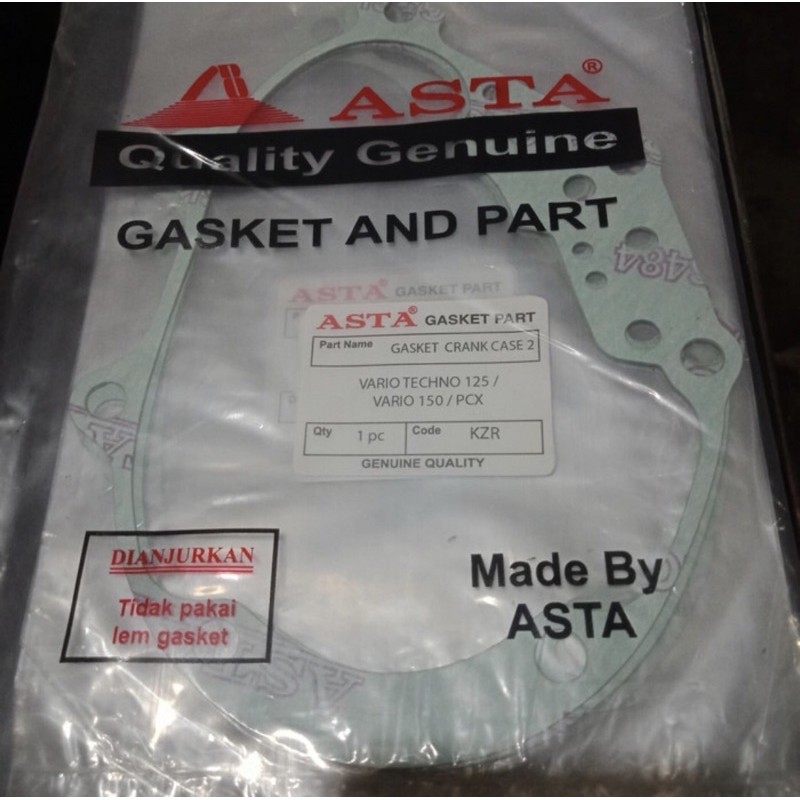 ASTA®
Quality Genuine
GASKET AND PART
ASTA GASKET PART
ASTA® GASKET PART
Part Name GASKET CRANK CASE 2
VARIO TECHNO 125 /
VARIO 150 / PCX
Qty 1 pc Code KZR
GENUINE QUALITY
DIANJURKAN
Tidak pakai
lem gasket
Made By
ASTA
ASTA